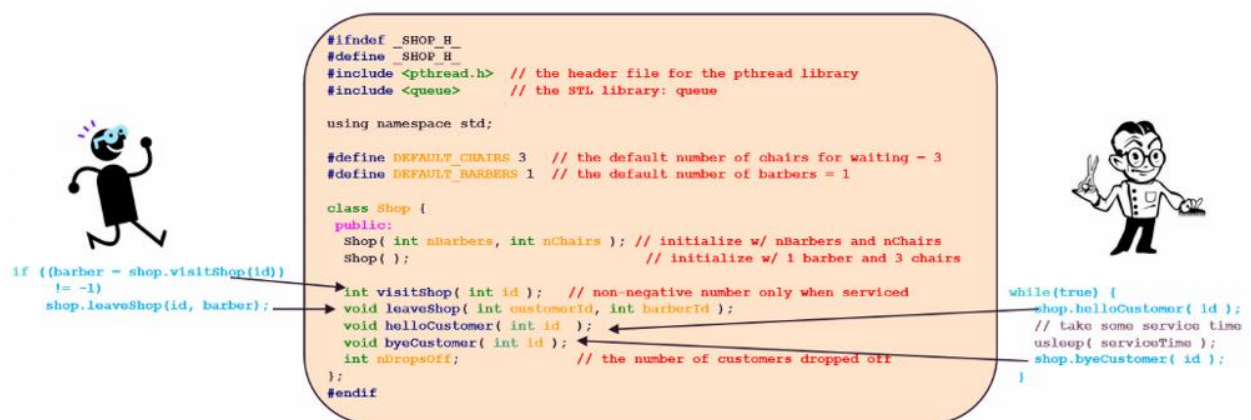 #ifndef _SHOP_H_
#define _SHOP_H_
#include <pthread.h>  // the header file for the pthread library
#include <queue>       // the STL library: queue
using namespace std;
#define DEFAULT_CHAIRS 3   // the default number of chairs for waiting = 3
#define DEFAULT_BARBERS 1  // the default number of barbers = 1
class Shop {
public:
Shop( int nBarbers, int nChairs ); // initialize w/ nBarbers and nChairs
Shop( );                           // initialize w/ 1 barber and 3 chairs
int visitShop( int id );   // non-negative number only when serviced
void leaveShop( int customerId, int barberId );
void helloCustomer( int id  );
void byeCustomer( int id );
int nDropsOff;             // the number of customers dropped off
};
#endif
if ((barber = shop.visitShop(id))
!= -1)
shop.leaveShop(id, barber);
while(true) {
shop.helloCustomer( id );
// take some service time
usleep( serviceTime );
shop.byeCustomer( id );
}